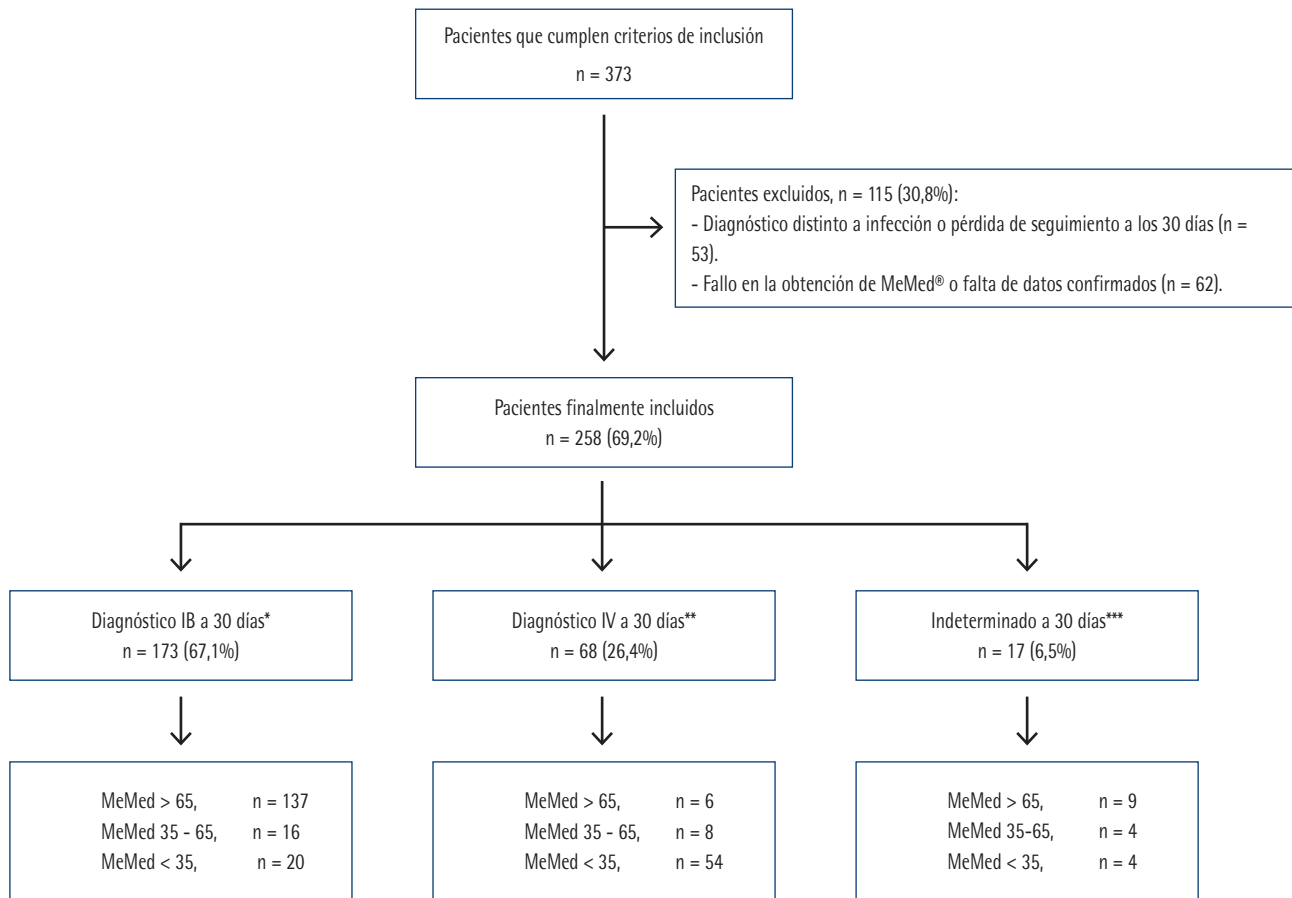 Pacientes que cumplen criterios de inclusión
n = 373
Pacientes excluidos, n = 115 (30,8%):
- Diagnóstico distinto a infección o pérdida de seguimiento a los 30 días (n =
53).
- Fallo en la obtención de MeMed® o falta de datos confirmados (n = 62).
Pacientes finalmente incluidos
n = 258 (69,2%)
Diagnóstico IB a 30 días*
n = 173 (67,1%)
Diagnóstico IV a 30 días**
n = 68 (26,4%)
Indeterminado a 30 días***
n = 17 (6,5%)
MeMed > 65, n = 137
MeMed 35 - 65, n = 16
MeMed < 35, n = 20
MeMed > 65, n = 6
MeMed 35 - 65, n = 8
MeMed < 35, n = 54
MeMed > 65, n = 9
MeMed 35-65, n = 4
MeMed < 35, n = 4